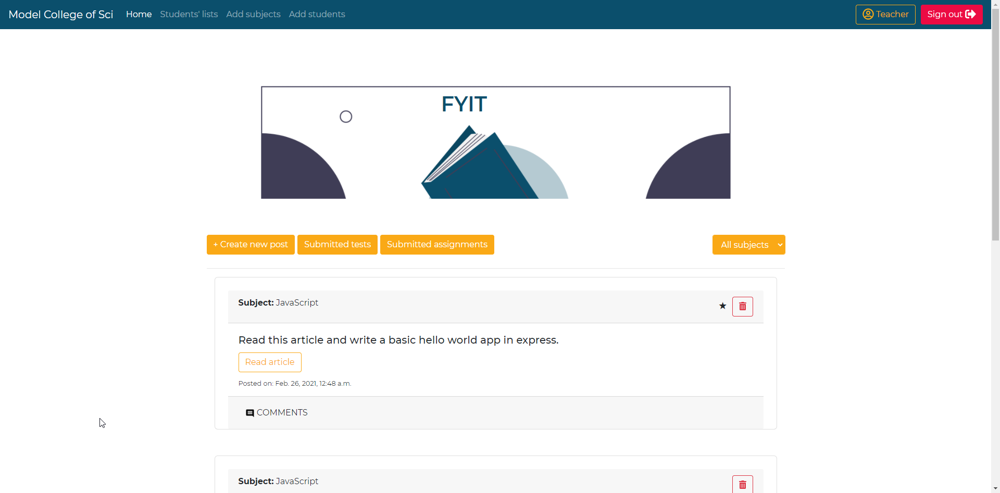 Model College of Sci Home Students' lists Add subjects Add students Teacher Sign out
FYIT
+ Create new post Submitted tests Submitted assignments All subjects
Subject: JavaScript
Read this article and write a basic hello world app in express.
Read article
Posted on: Feb. 26, 2021, 12:48 a.m.
COMMENTS
Subject: JavaScript